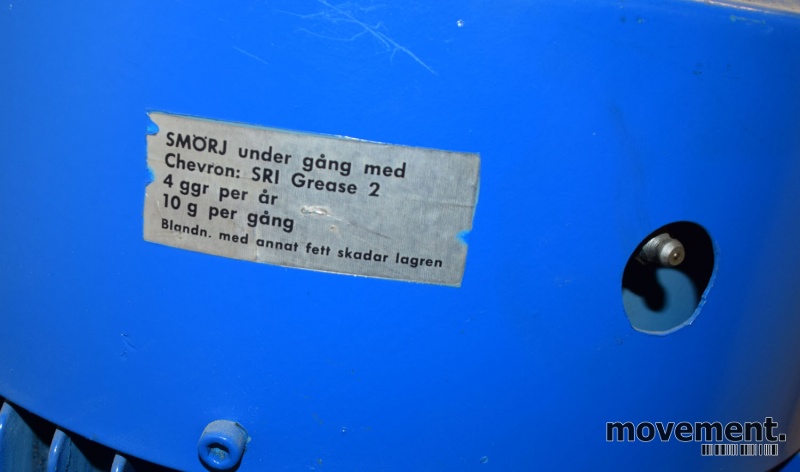 SMÖRJ under gång med
Chevron: SRI Grease 2
4 ggr per år
10 g per gång
Blandn. med annat fett skadar lagren
movement.